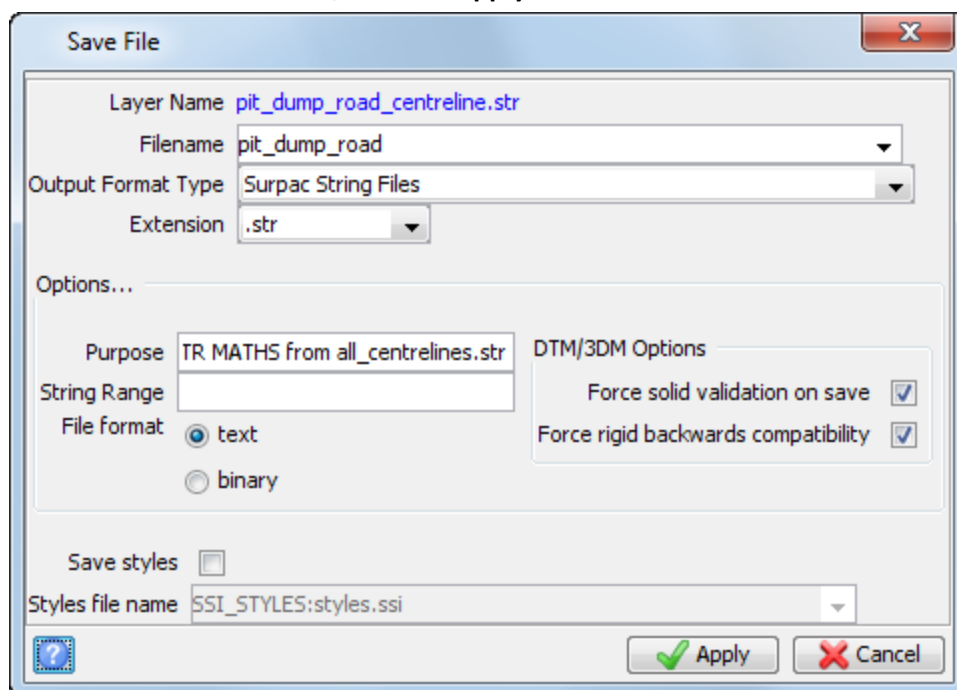 Save File
Layer Name pit_dump_road_centreline.str
Filename pit_dump_road
Output Format Type Surpac String Files
Extension .str
Options...
Purpose TR MATHS from all_centrelines.str
DTM/3DM Options
String Range
Force solid validation on save
File format text
Force rigid backwards compatibility
binary
Save styles
Styles file name SSI_STYLES:styles.ssi
? Apply Cancel